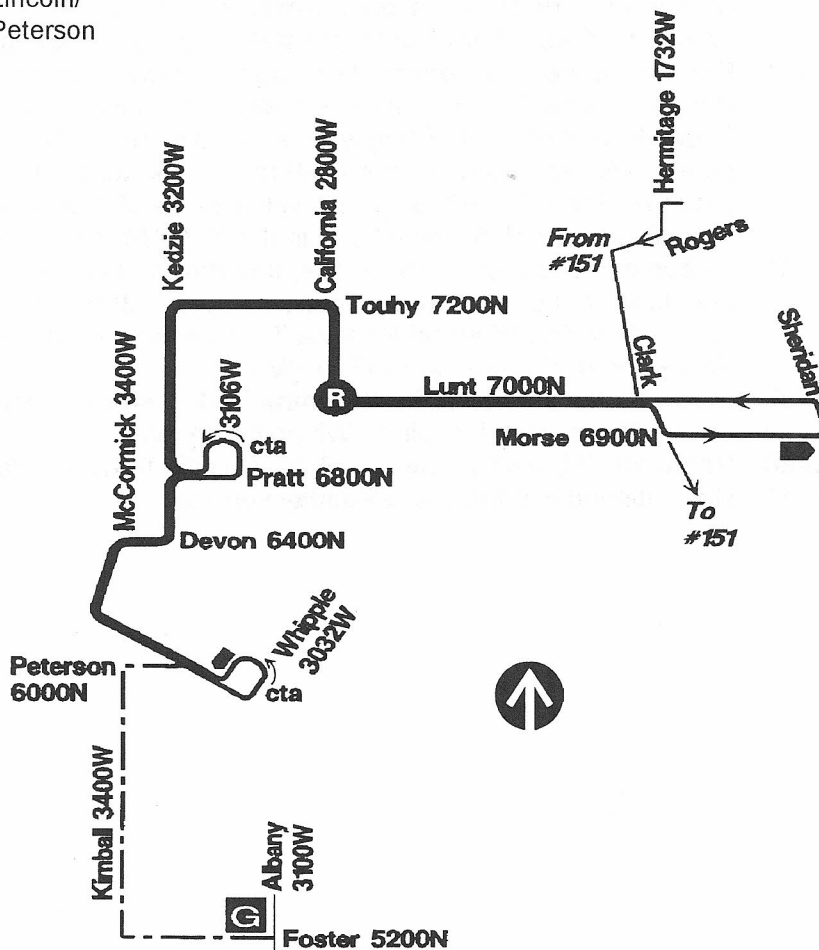 Lincoln/
Peterson
Hermitage 1732W
Kedzie 3200W
California 2800W
From
#151
Rogers
Touhy 7200N
Sheridan
Clark
McCormick 3400W
3106W
R
Lunt 7000N
cta
Morse 6900N
Pratt 6800N
To
#151
Devon 6400N
Whipple
3032W
Peterson
6000N
cta
Kimball 3400W
Albany
3100W
G
Foster 5200N